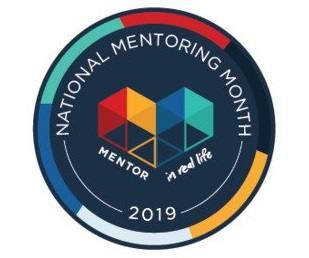 NATIONAL MENTORING MONTH
MENTOR in real life
2019